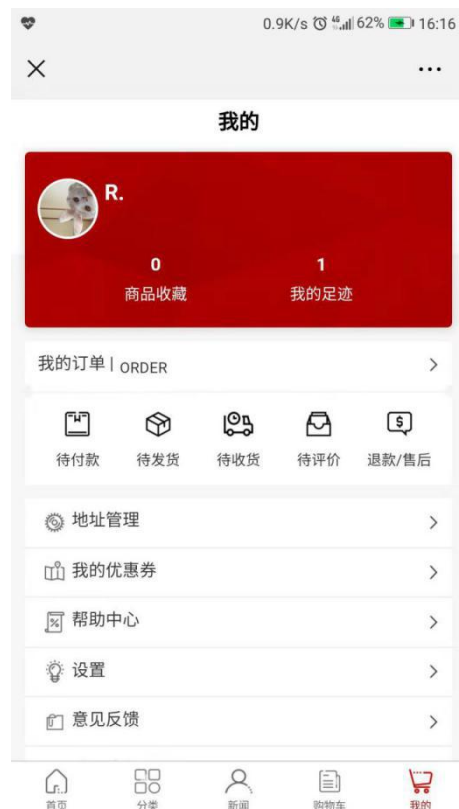 0.9K/s 46 62% 16:16
我的
R.
0 1
商品收藏 我的足迹
我的订单 | ORDER
待付款 待发货 待收货 待评价 退款/售后
地址管理
我的优惠券
帮助中心
设置
意见反馈
首页 分类 新闻 购物车 我的